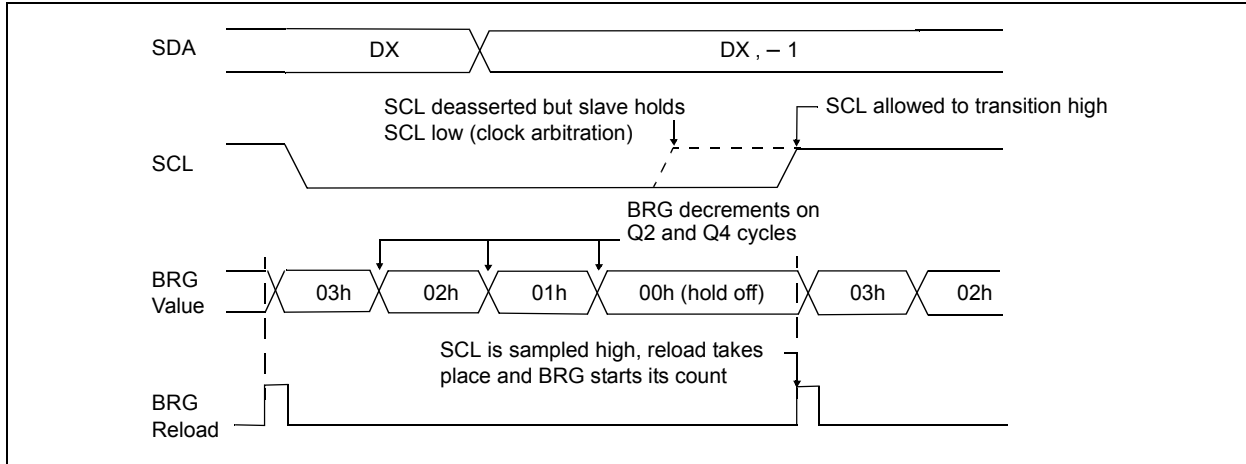 SDA
DX
DX , – 1
SCL deasserted but slave holds
SCL low (clock arbitration)
SCL allowed to transition high
SCL
BRG decrements on
Q2 and Q4 cycles
BRG
Value
03h
02h
01h
00h (hold off)
03h
02h
SCL is sampled high, reload takes
place and BRG starts its count
BRG
Reload